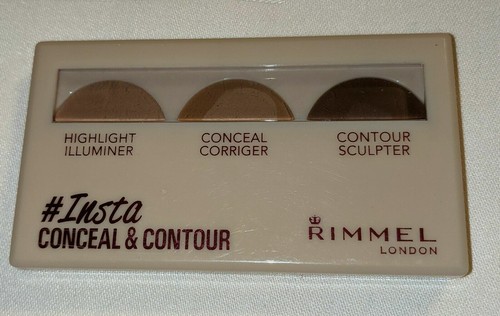 HIGHLIGHT
ILLUMINER
CONCEAL
CORRIGER
CONTOUR
SCULPTER
#Insta
CONCEAL & CONTOUR
RIMMEL
LONDON